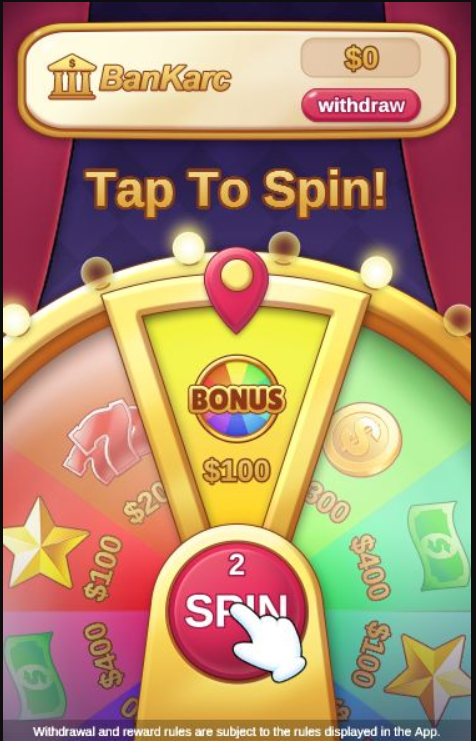 BanKarc
$0
withdraw
Tap To Spin!
BONUS
$100
$20
300
$100
$400
$400
$100
2
SPIN
Withdrawal and reward rules are subject to the rules displayed in the App.